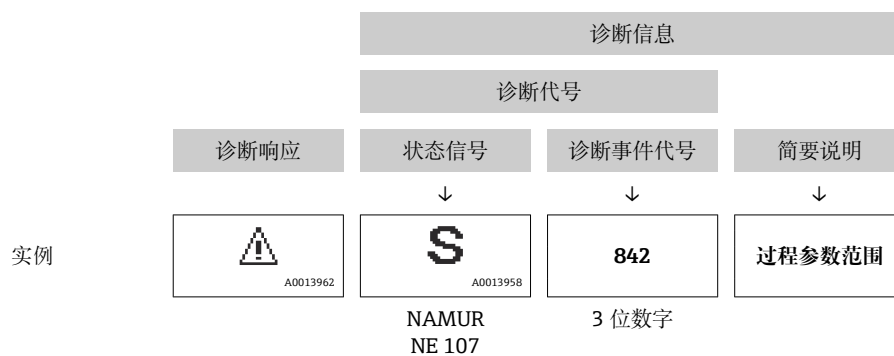 诊断信息
诊断代号
诊断响应 状态信号 诊断事件代号 简要说明
↓ ↓ ↓
实例 S 842 过程参数范围
A0013962 A0013958
NAMUR 3 位数字
NE 107